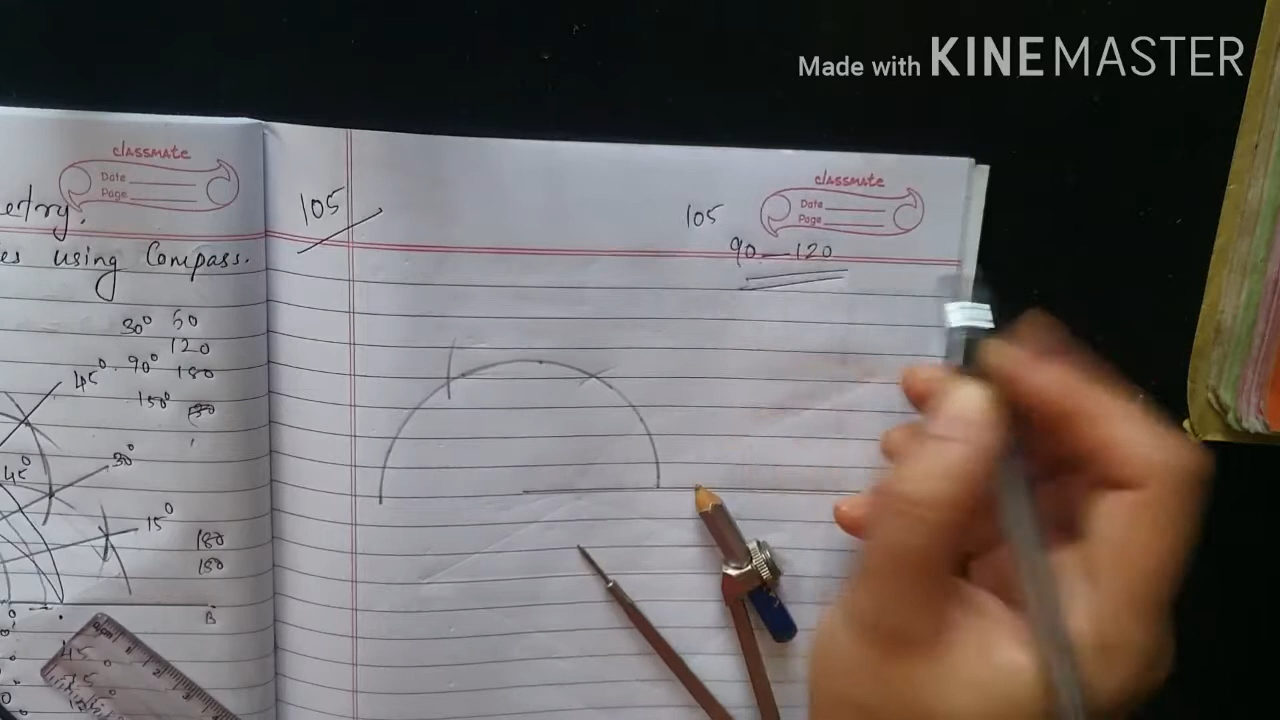 Made with KINEMASTER
classmate
Date
Page
etry.
es using Compass.
30° 60
120
45° 90° 180
150°
45°
30°
15°
180
150
B
45
105
105
90 — 120
classmate
Date
Page